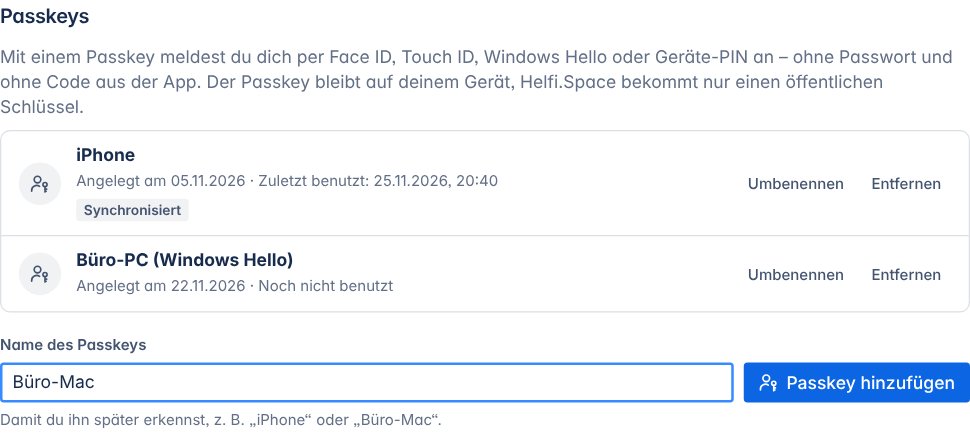 Passkeys
Mit einem Passkey meldest du dich per Face ID, Touch ID, Windows Hello oder Geräte-PIN an – ohne Passwort und
ohne Code aus der App. Der Passkey bleibt auf deinem Gerät, Helfi.Space bekommt nur einen öffentlichen
Schlüssel.
iPhone
Angelegt am 05.11.2026 · Zuletzt benutzt: 25.11.2026, 20:40
Umbenennen Entfernen
Synchronisiert
Büro-PC (Windows Hello)
Angelegt am 22.11.2026 · Noch nicht benutzt
Umbenennen Entfernen
Name des Passkeys
Büro-Mac
Passkey hinzufügen
Damit du ihn später erkennst, z. B. „iPhone“ oder „Büro-Mac“.